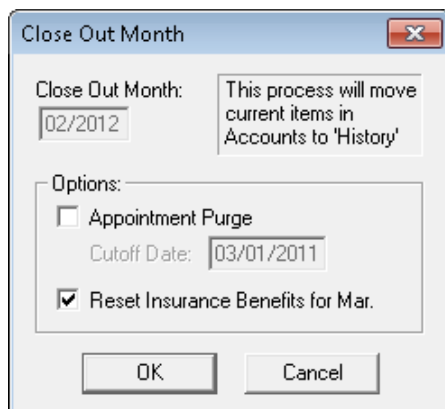 Close Out Month
Close Out Month:
02/2012
This process will move
current items in
Accounts to 'History'
Options:
Appointment Purge
Cutoff Date: 03/01/2011
Reset Insurance Benefits for Mar.
OK Cancel